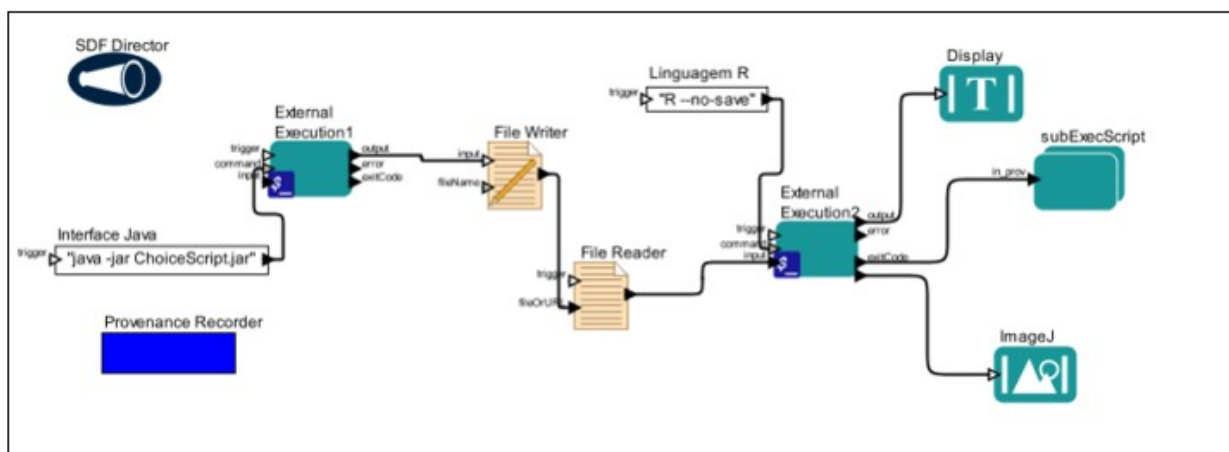 SDF Director
External
Execution1
trigger
command
input
output
error
exitCode
$_
Interface Java
trigger
"java -jar ChoiceScript.jar"
Provenance Recorder
File Writer
input
fileName
File Reader
trigger
fileOrURL
Linguagem R
trigger
"R --no-save"
External
Execution2
trigger
command
input
output
error
exitCode
$_
Display
T
subExecScript
in_prov
ImageJ